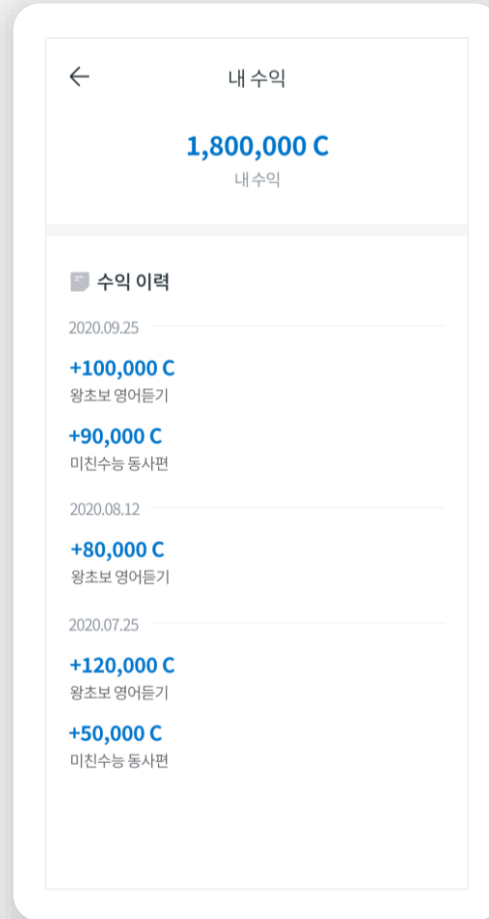 내 수익
1,800,000 C
내수익
수익 이력
2020.09.25
+100,000 C
왕초보 영어듣기
+90,000 C
미친수능 동사편
2020.08.12
+80,000 C
왕초보 영어듣기
2020.07.25
+120,000 C
왕초보 영어듣기
+50,000 C
미친수능 동사편